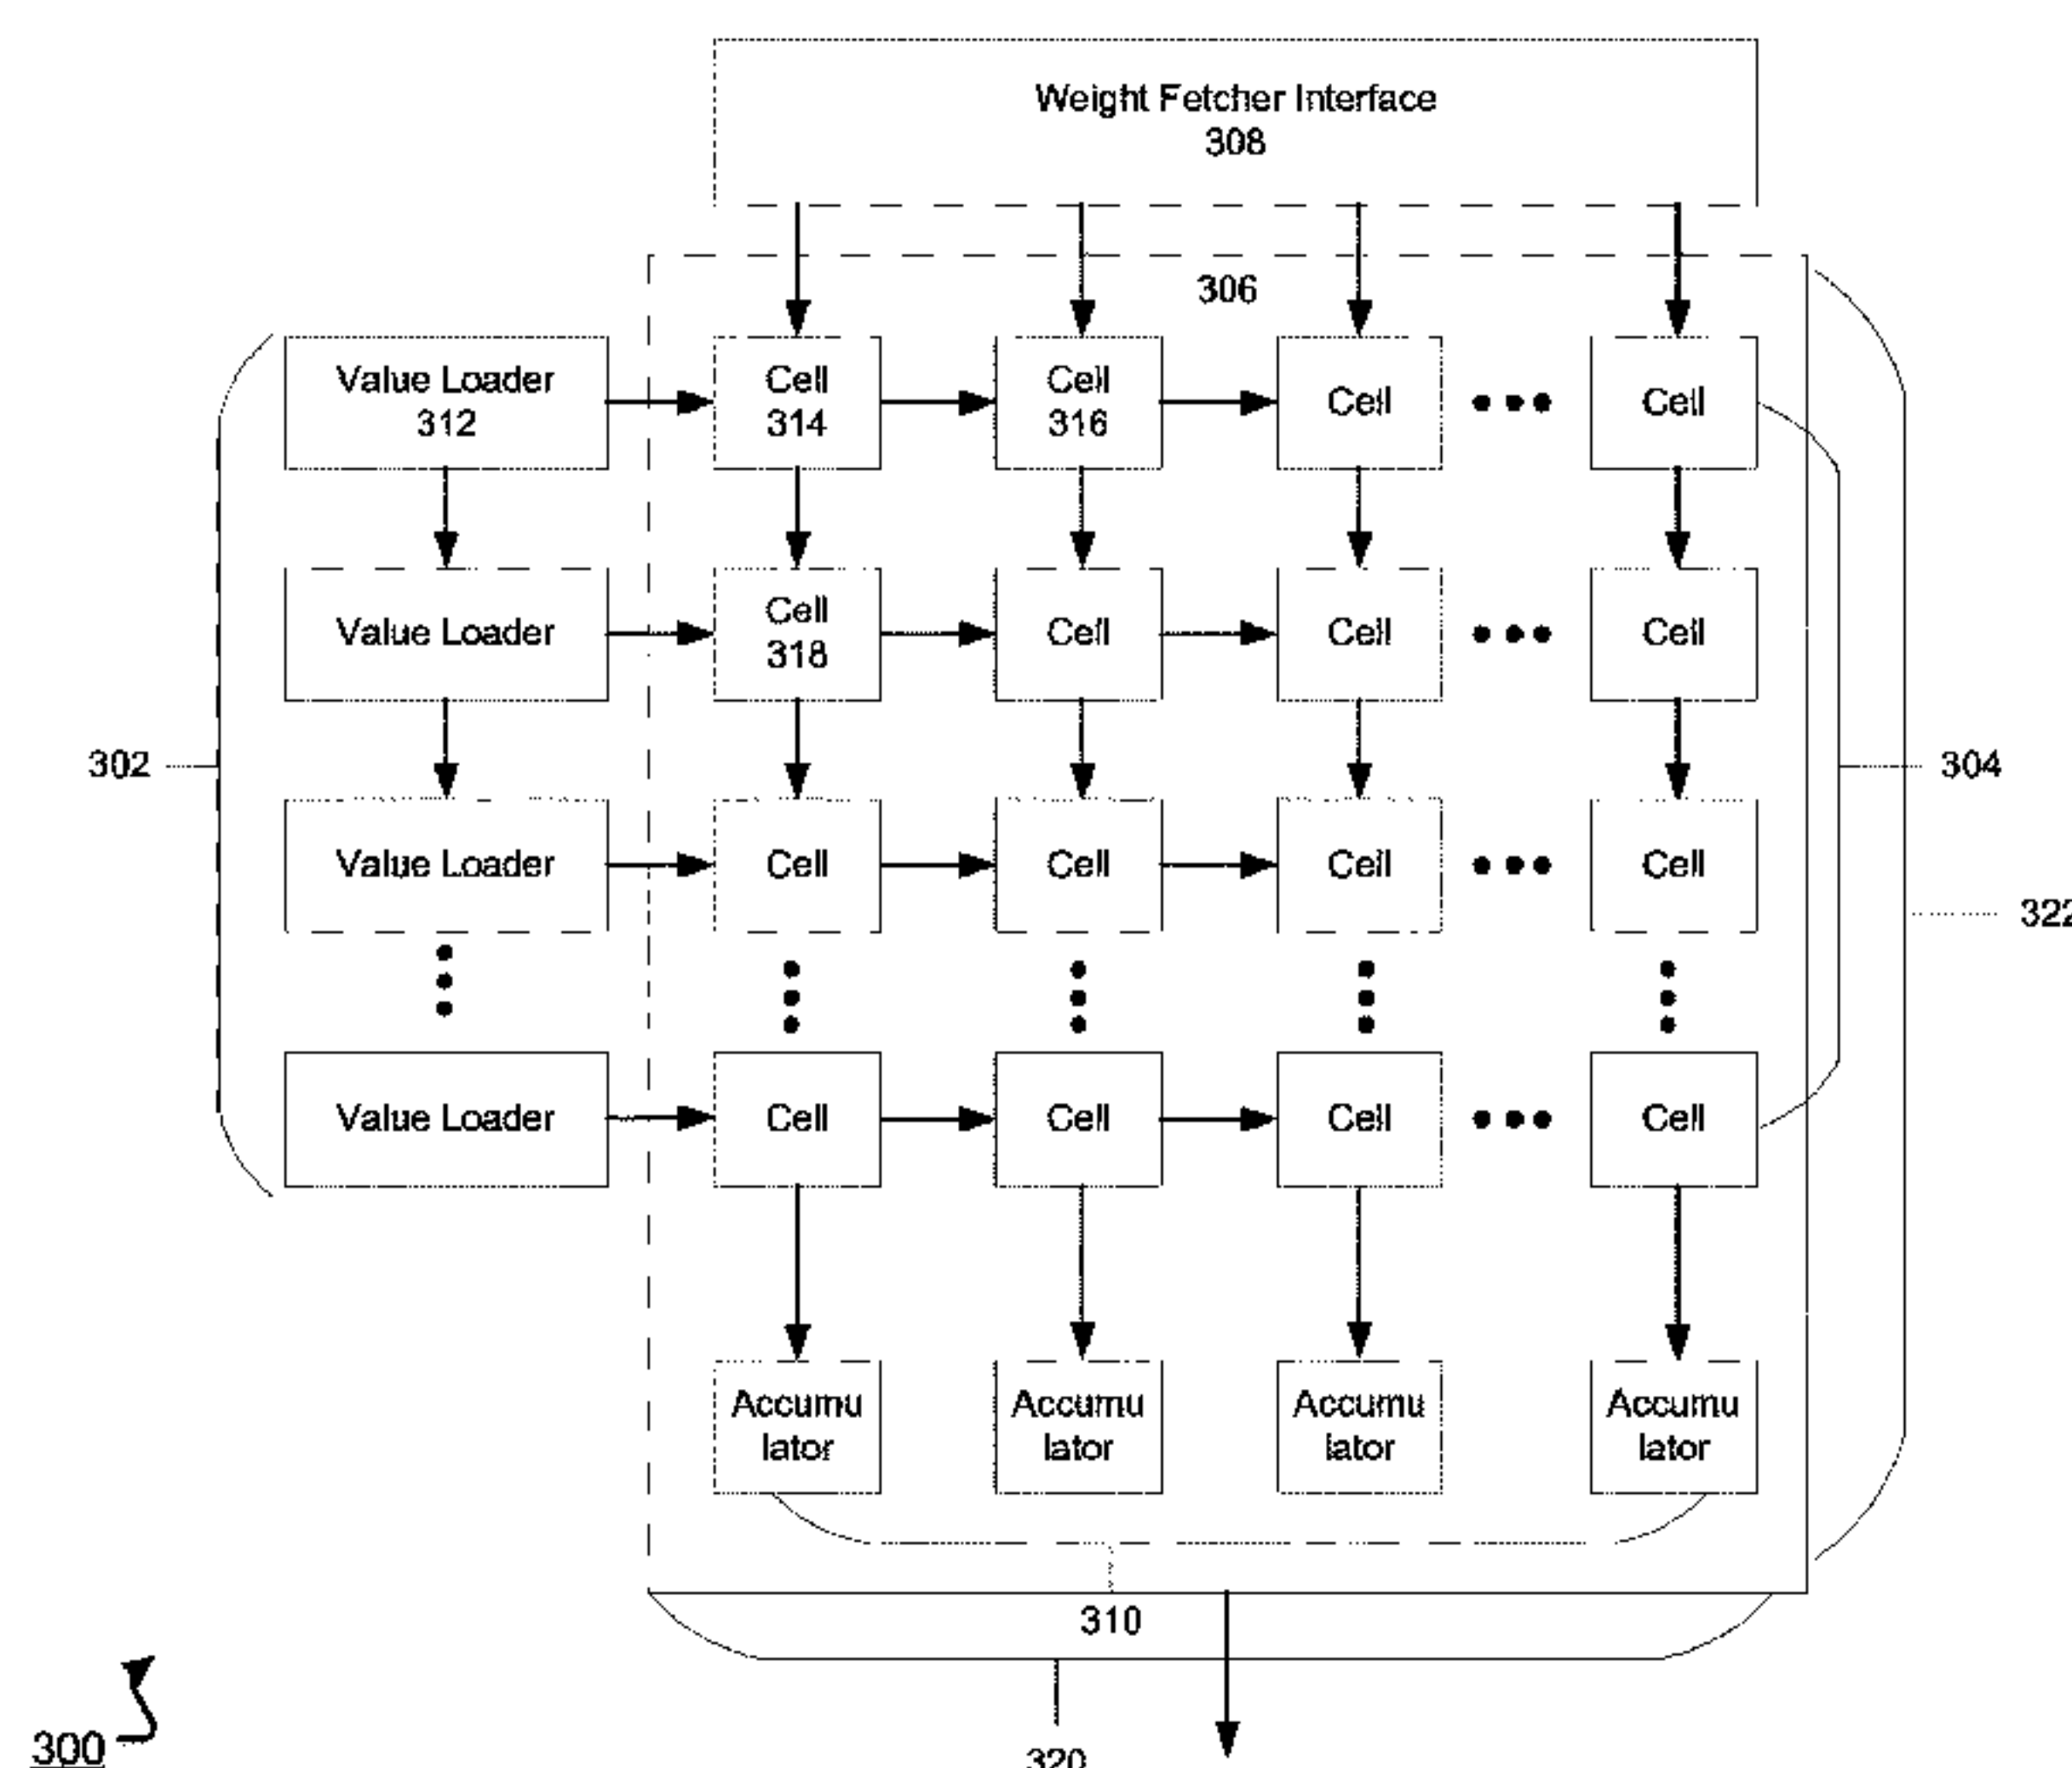 Weight Fetcher Interface
308
306
Value Loader
312
Cell
314
Cell
316
Cell
Cell
Value Loader
Cell
318
Cell
Cell
Cell
302
304
Value Loader
Cell
Cell
Cell
Cell
322
Value Loader
Cell
Cell
Cell
Cell
Accumu
lator
Accumu
lator
Accumu
lator
Accumu
lator
310
300
320